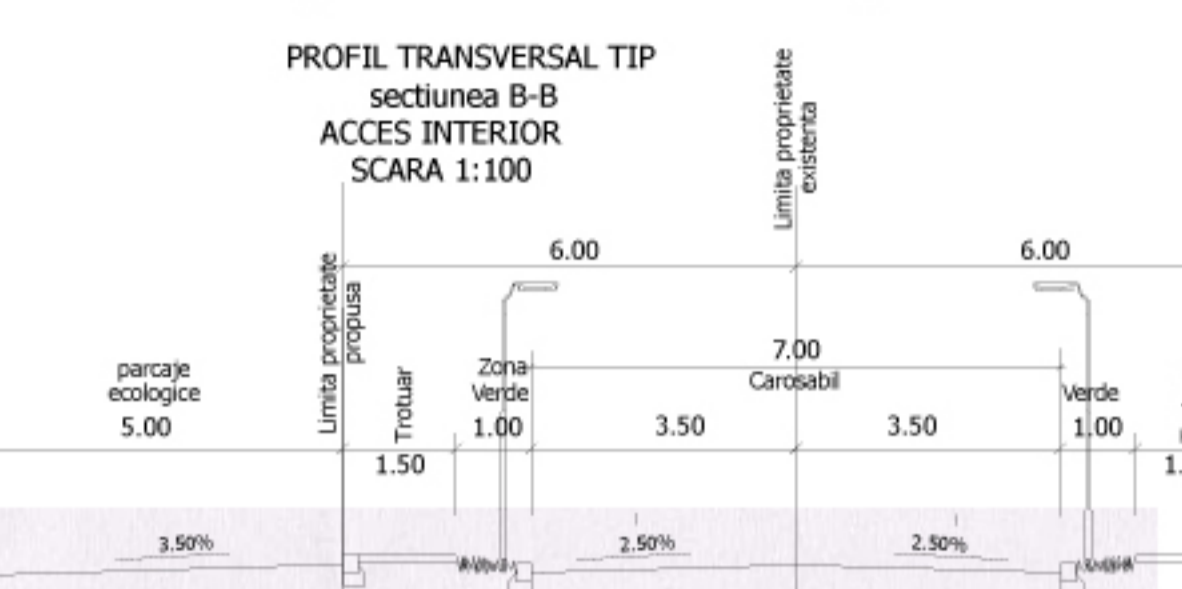 PROFIL TRANSVERSAL TIP
sectiunea B-B
ACCES INTERIOR
SCARA 1:100
Limita proprietate
existenta
6.00
6.00
Limita proprietate
propusa
7.00
Carosabil
parcaje
ecologice
5.00
Trotuar
1.50
Zona
Verde
1.00
3.50
3.50
Verde
1.00
3.50%
2.50%
2.50%